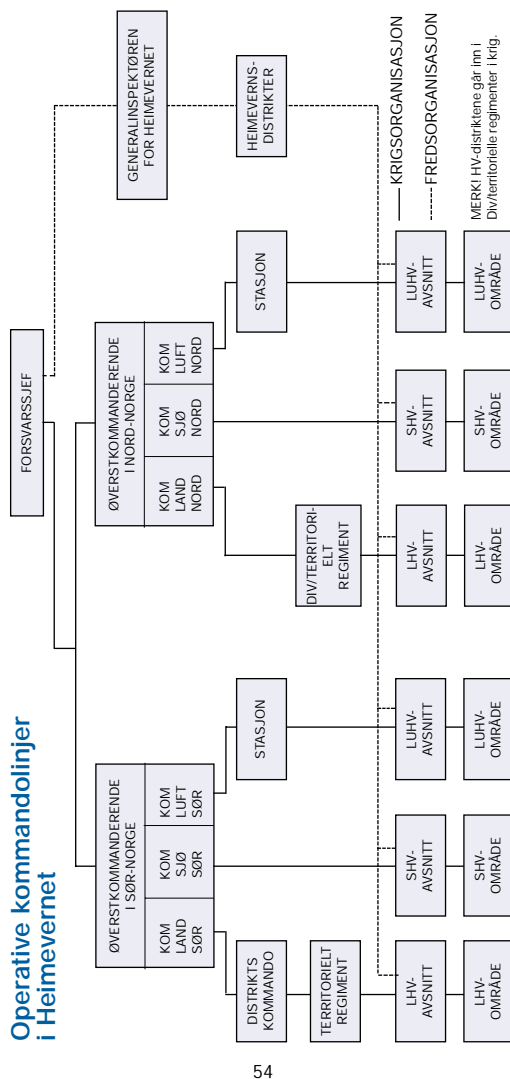 Operative kommandolinjer
i Heimevernet
FORSVARSSJEF
GENERALINSPEKTØREN
FOR HEIMEVERNET
HEIMEVERNS-
DISTRIKTER
ØVERSTKOMMANDERENDE
I SØR-NORGE
KOM
LAND
SØR
KOM
SJØ
SØR
KOM
LUFT
SØR
ØVERSTKOMMANDERENDE
I NORD-NORGE
KOM
LAND
NORD
KOM
SJØ
NORD
KOM
LUFT
NORD
DISTRIKTS
KOMMANDO
STASJON
STASJON
TERRITORIELT
REGIMENT
DIV/TERRITORI-
ELT
REGIMENT
LHV-
AVSNITT
SHV-
AVSNITT
LUHV-
AVSNITT
LHV-
AVSNITT
SHV-
AVSNITT
LUHV-
AVSNITT
LHV-
OMRÅDE
SHV-
OMRÅDE
LUHV-
OMRÅDE
LHV-
OMRÅDE
SHV-
OMRÅDE
LUHV-
OMRÅDE
KRIGSORGANISASJON
FREDSORGANISASJON
MERK! HV-distriktene går inn i
Div/territorielle regimenter i krig.
54